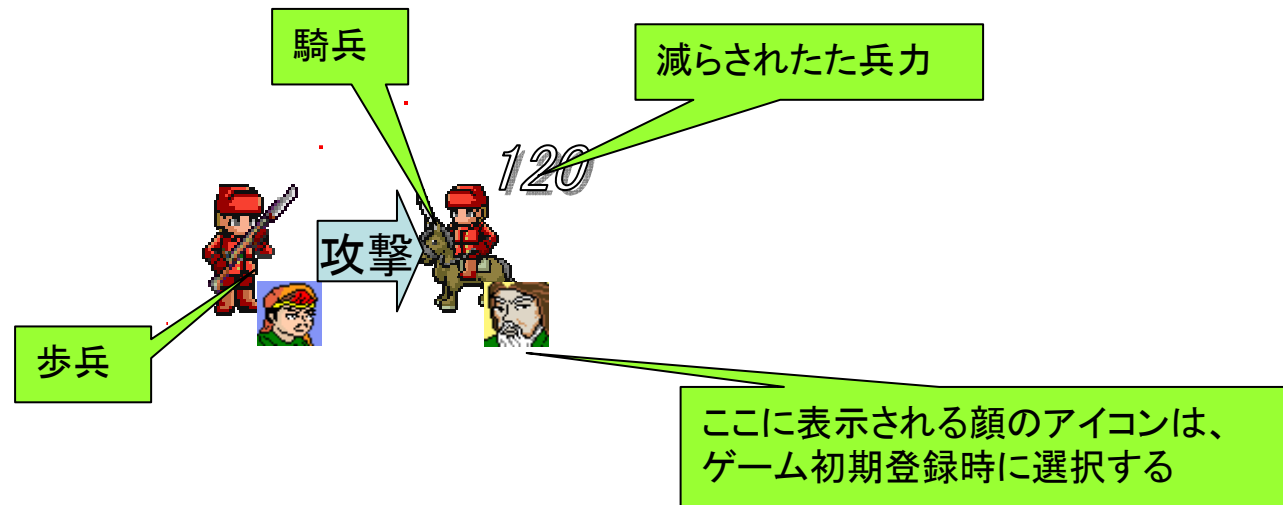 騎兵
減らされたた兵力
120
攻撃
歩兵
ここに表示される顔のアイコンは、
ゲーム初期登録時に選択する